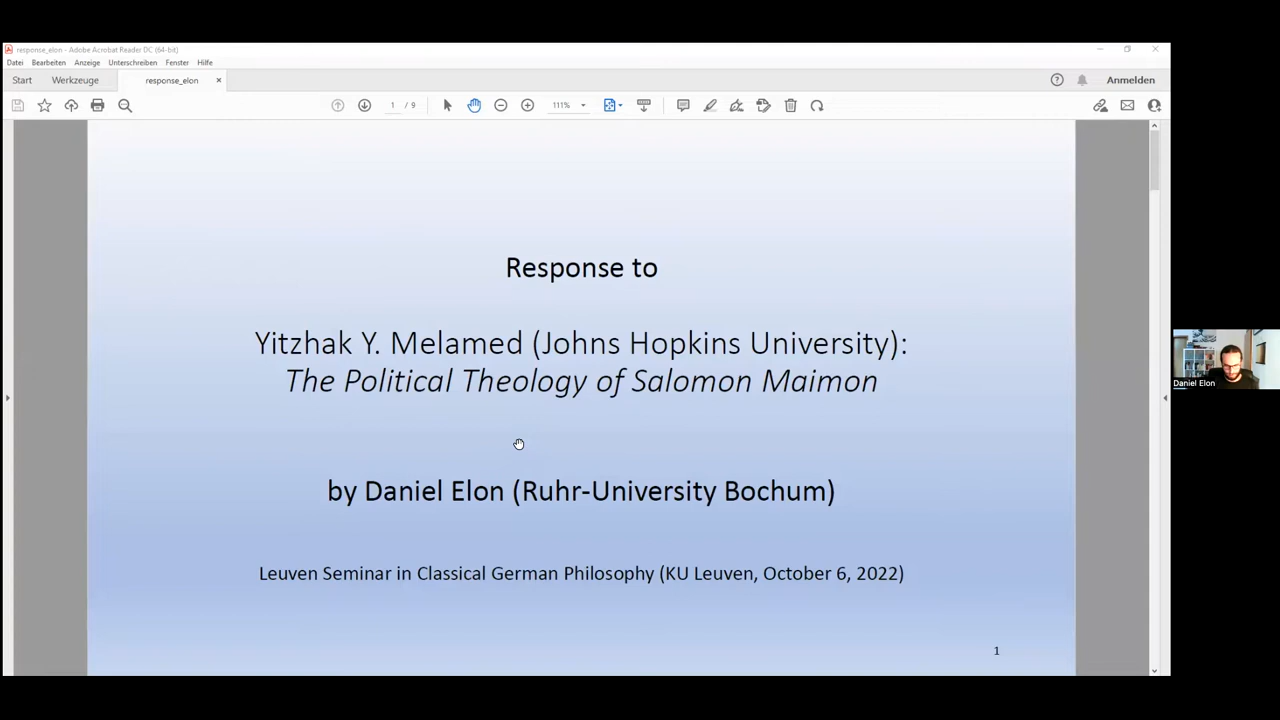 response_elon - Adobe Acrobat Reader DC (64-bit)
Datei Bearbeiten Anzeige Unterschreiben Fenster Hilfe
Start Werkzeuge response_elon × Anmelden
1 / 9 111%
Response to
Yitzhak Y. Melamed (Johns Hopkins University):
The Political Theology of Salomon Maimon
by Daniel Elon (Ruhr-University Bochum)
Leuven Seminar in Classical German Philosophy (KU Leuven, October 6, 2022)
1
Daniel Elon